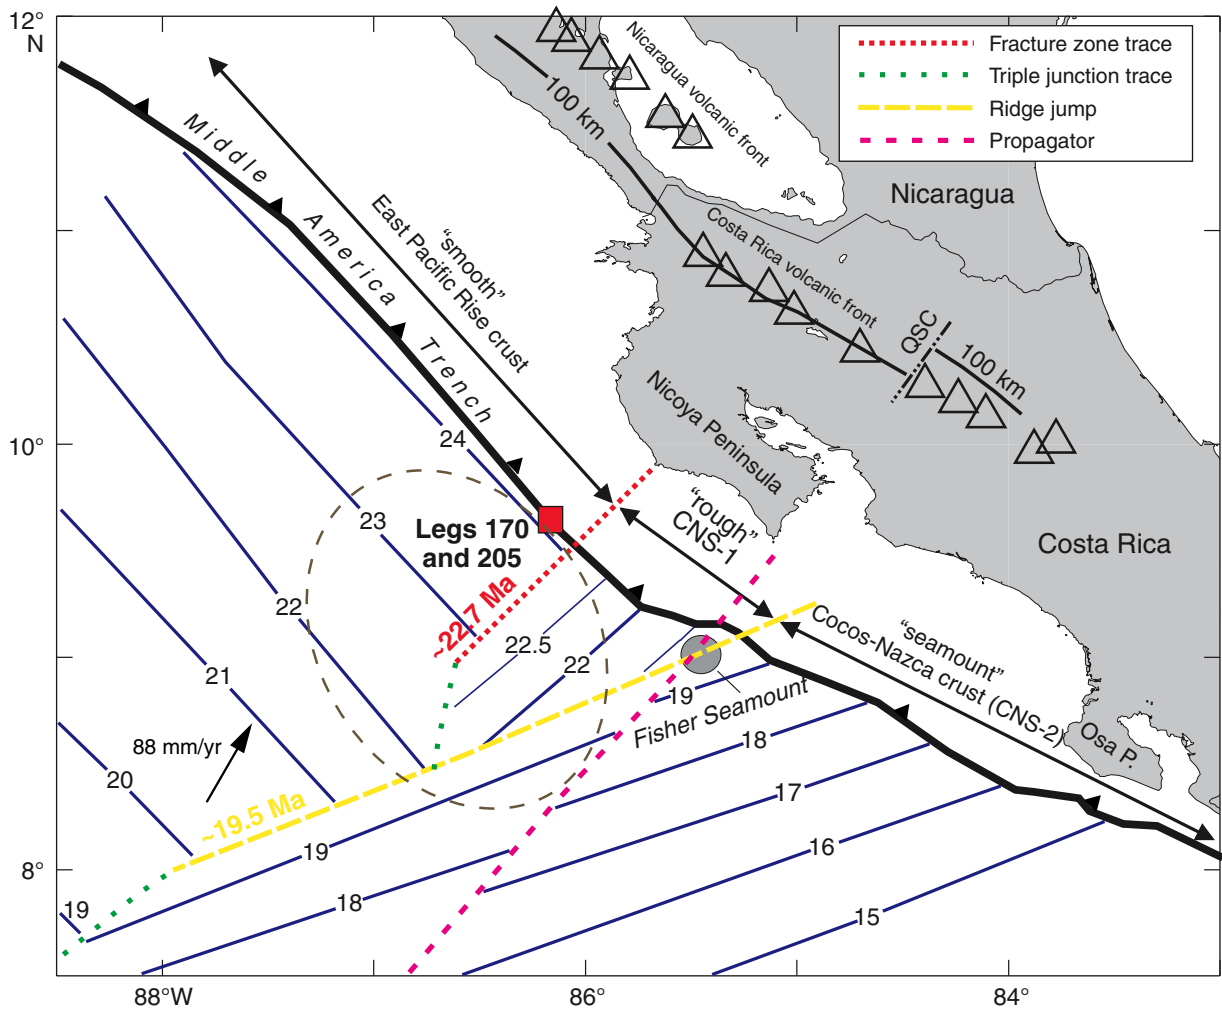 12°
N
10°
8°
88°W
86°
84°
Fracture zone trace
Triple junction trace
Ridge jump
Propagator
Nicaragua volcanic front
100 km
Nicaragua
Middle America Trench
"smooth"
East Pacific Rise crust
Costa Rica volcanic front
QSC
100 km
Nicoya Peninsula
Costa Rica
24
23
Legs 170
and 205
"rough"
CNS-1
~22.7 Ma
22.5
22
22
21
20
19
88 mm/yr
~19.5 Ma
"seamount"
Cocos-Nazca crust (CNS-2)
Osa P.
Fisher Seamount
19
18
17
16
15
19
18